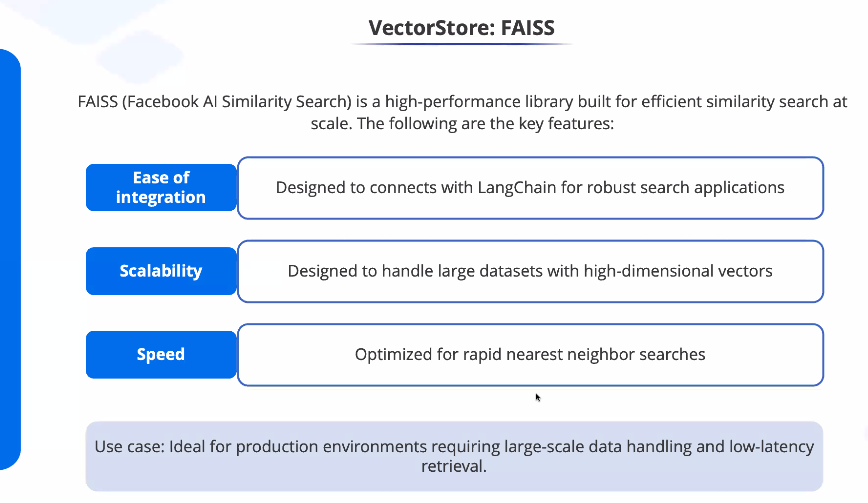 VectorStore: FAISS
FAISS (Facebook AI Similarity Search) is a high-performance library built for efficient similarity search at
scale. The following are the key features:
Ease of
integration
Designed to connects with LangChain for robust search applications
Scalability
Designed to handle large datasets with high-dimensional vectors
Speed
Optimized for rapid nearest neighbor searches
Use case: Ideal for production environments requiring large-scale data handling and low-latency
retrieval.